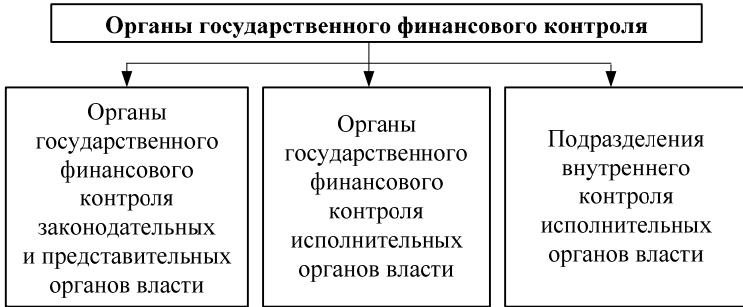 Органы государственного финансового контроля
Органы
государственного
финансового
контроля
законодательных
и представительных
органов власти
Органы
государственного
финансового
контроля
исполнительных
органов власти
Подразделения
внутреннего
контроля
исполнительных
органов власти